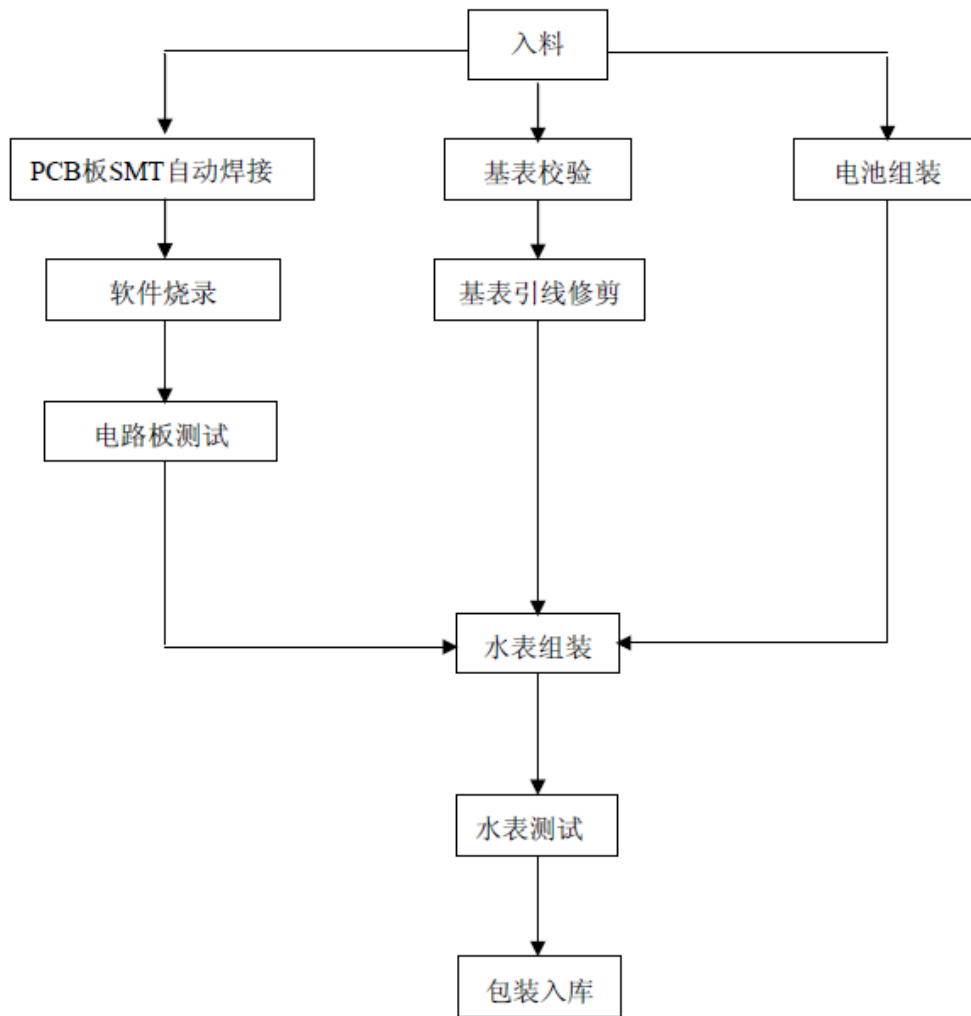 入料
PCB板SMT自动焊接
基表校验
电池组装
软件烧录
基表引线修剪
电路板测试
水表组装
水表测试
包装入库